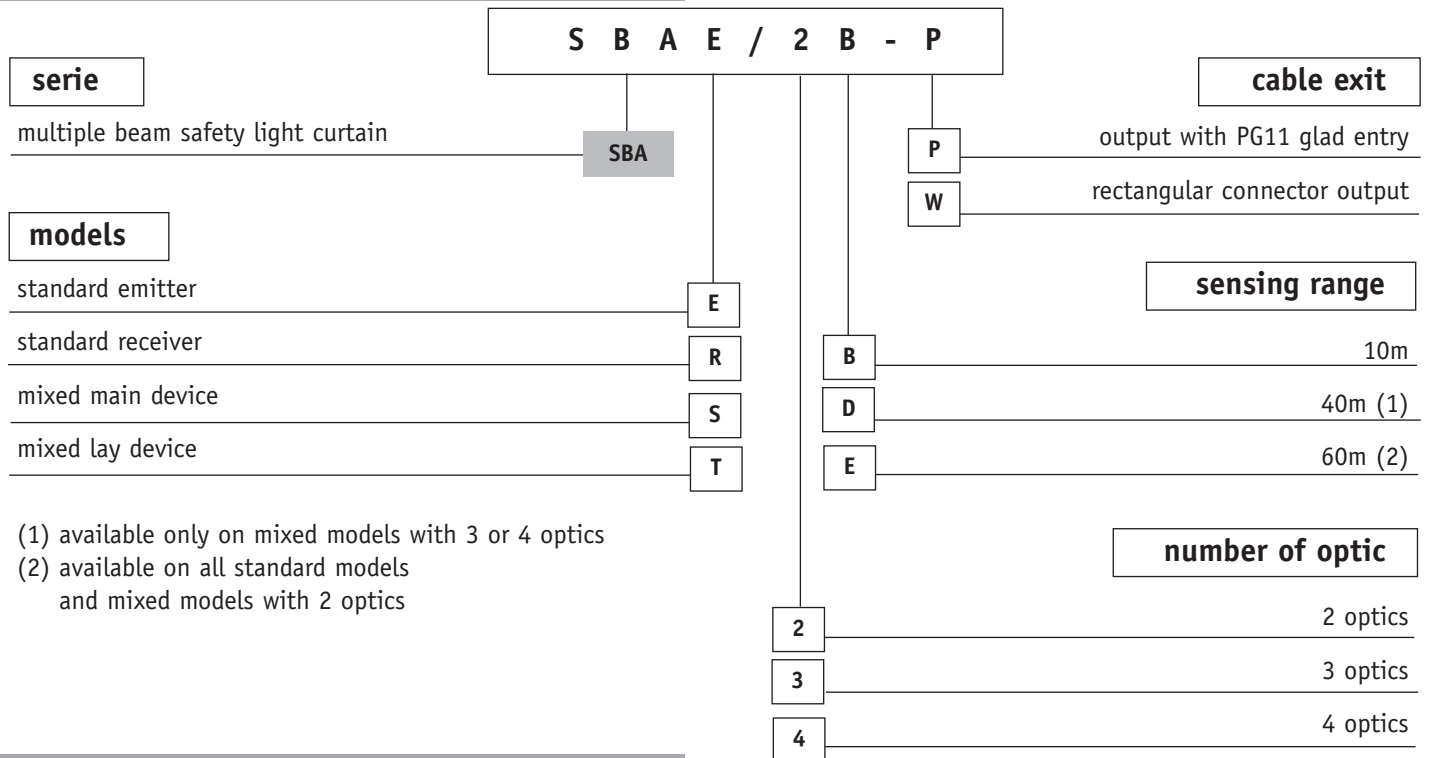 S B A E / 2 B - P
serie
multiple beam safety light curtain
SBA
models
standard emitter
E
standard receiver
R
mixed main device
S
mixed lay device
T
(1) available only on mixed models with 3 or 4 optics
(2) available on all standard models
and mixed models with 2 optics
cable exit
P
output with PG11 glad entry
W
rectangular connector output
sensing range
B
10m
D
40m (1)
E
60m (2)
number of optic
2
2 optics
3
3 optics
4
4 optics